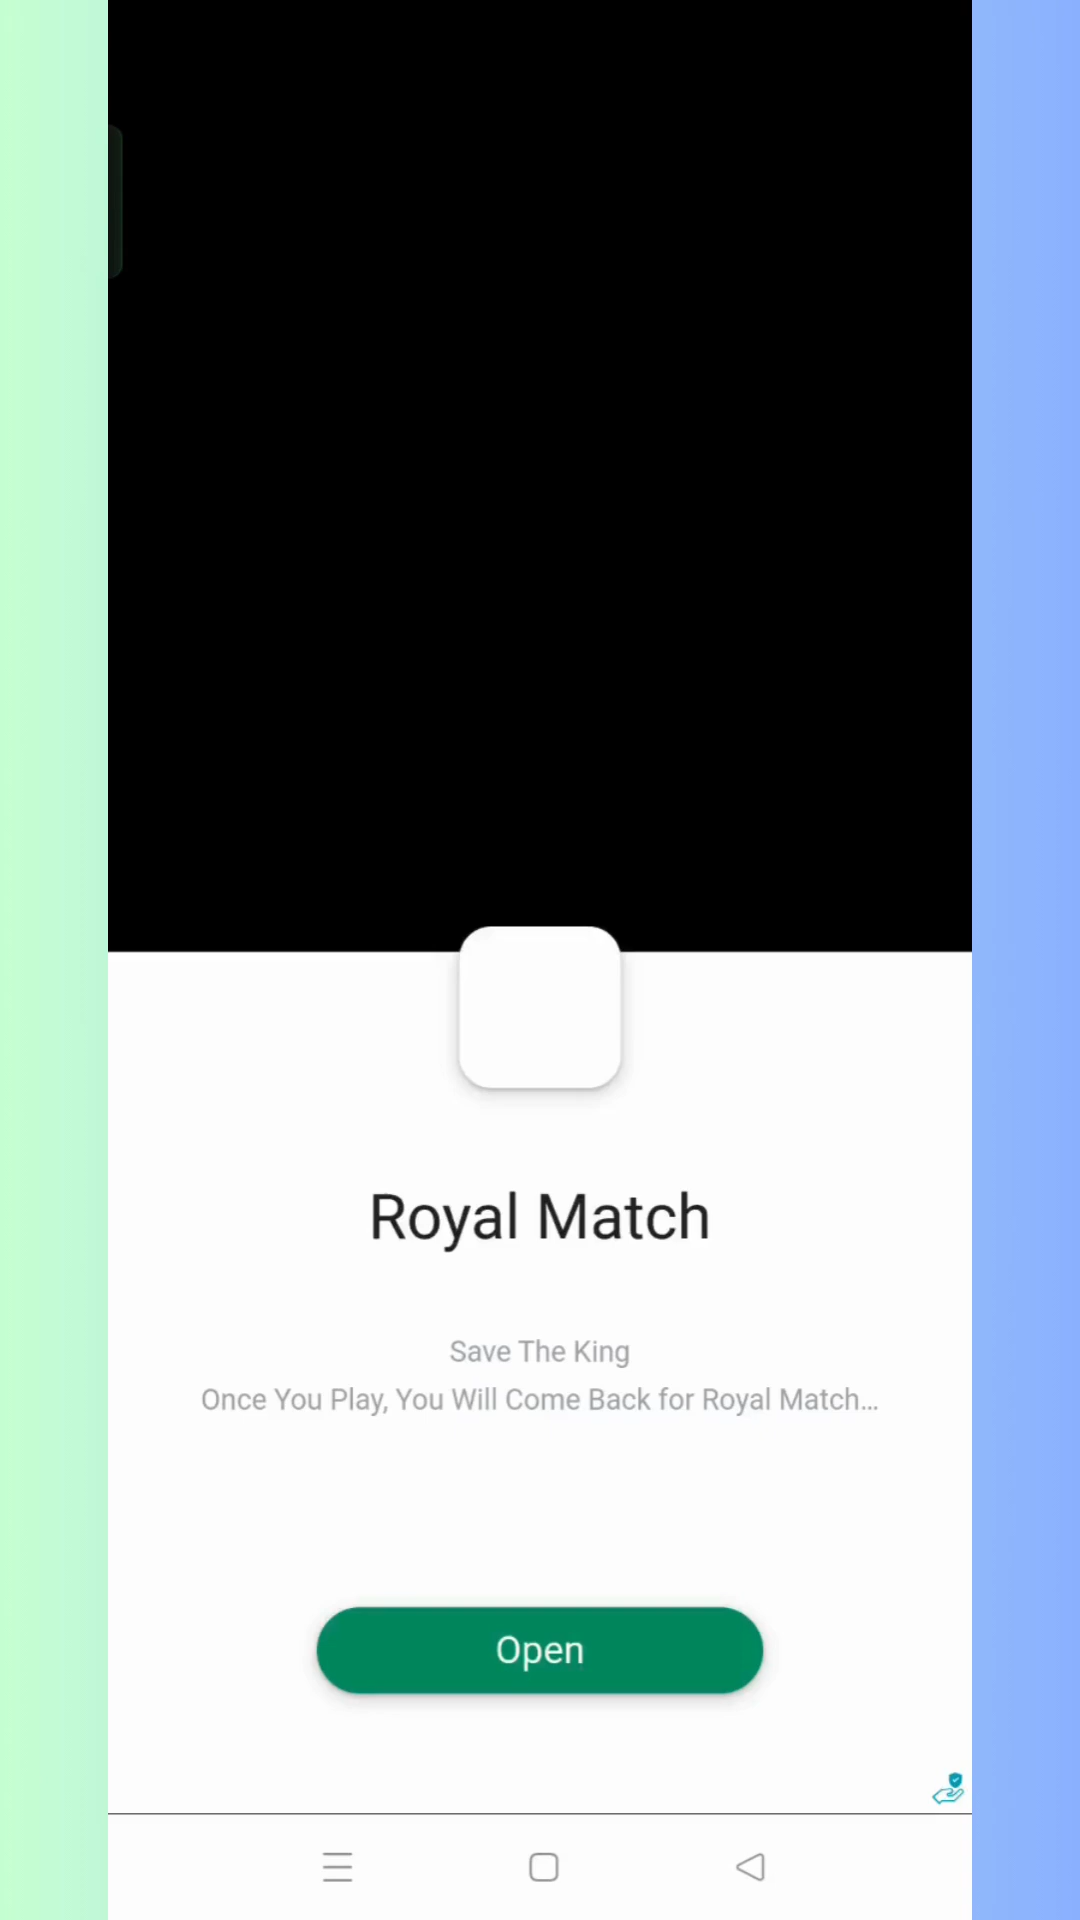 Royal Match
Save The King
Once You Play, You Will Come Back for Royal Match...
Open